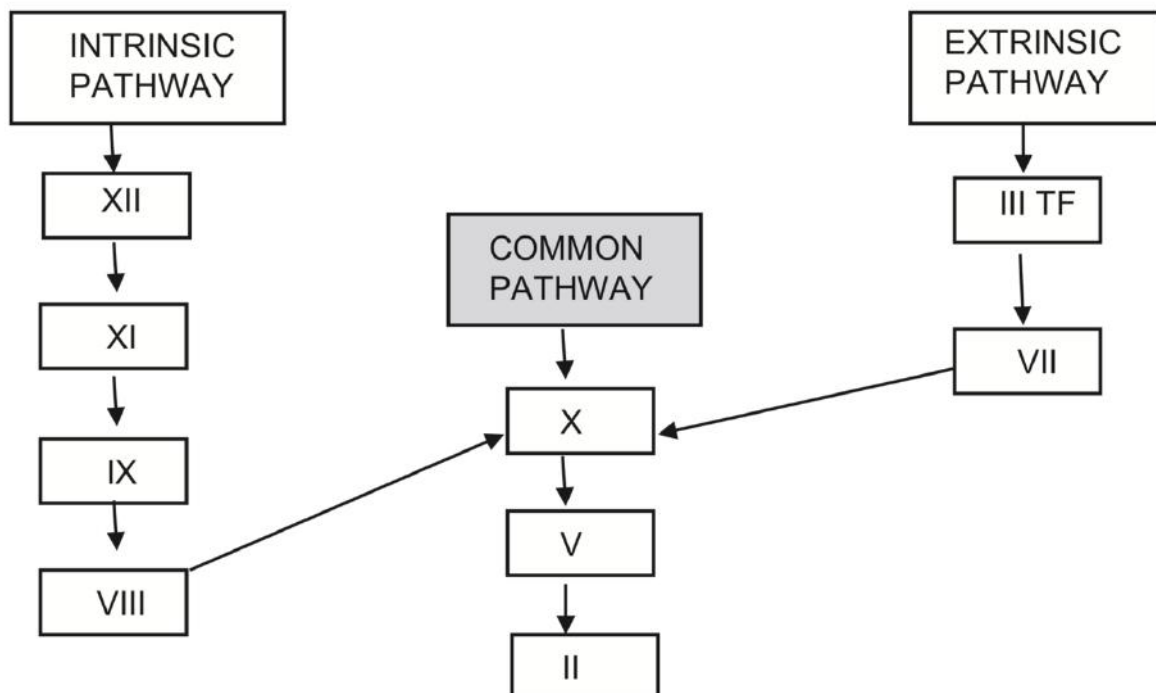 INTRINSIC
PATHWAY
XII
XI
IX
VIII
COMMON
PATHWAY
X
V
II
EXTRINSIC
PATHWAY
III TF
VII